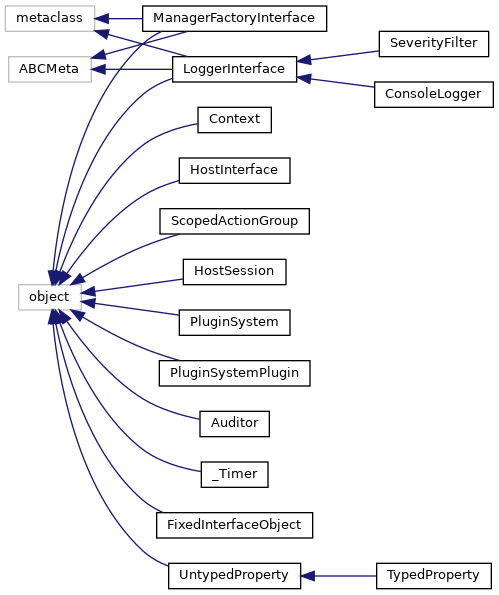 metaclass
ManagerFactoryInterface
SeverityFilter
ABCMeta
LoggerInterface
ConsoleLogger
Context
HostInterface
ScopedActionGroup
HostSession
object
PluginSystem
PluginSystemPlugin
Auditor
_Timer
FixedInterfaceObject
UntypedProperty
TypedProperty